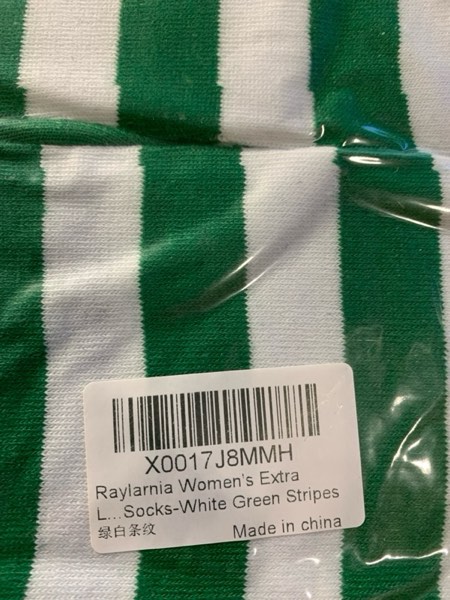 X0017J8MMH
Raylarnia Women's Extra
L...Socks-White Green Stripes
绿白条纹
Made in china